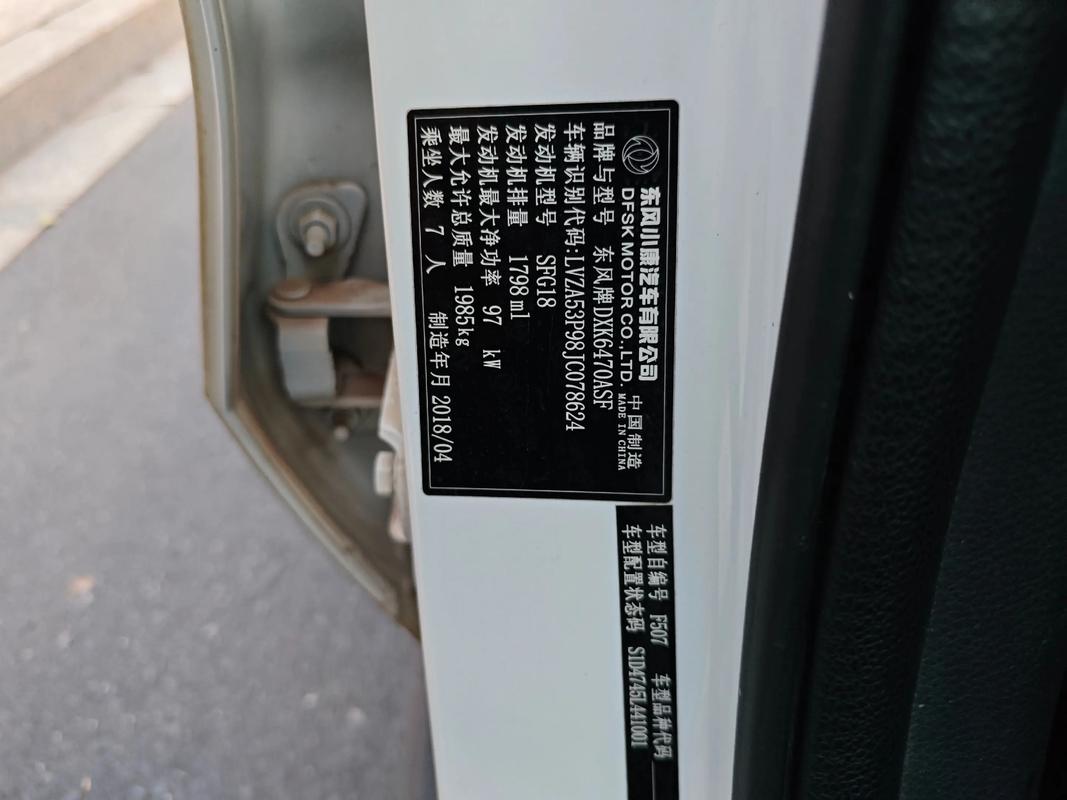 东风小康汽车有限公司
DFSK MOTOR CO., LTD.
中国制造
MADE IN CHINA
品牌与型号 东风牌DXK6470ASF
车辆识别代码:LVZA53P98JC078624
发动机型号 SFG18
发动机排量 1798ml
发动机最大净功率 97 kW
最大允许总质量 1985kg
乘坐人数 7 人 制造年月 2018/04
车型自编号 F507 车型品种代码
车型配置状态码 S1D4745L441001